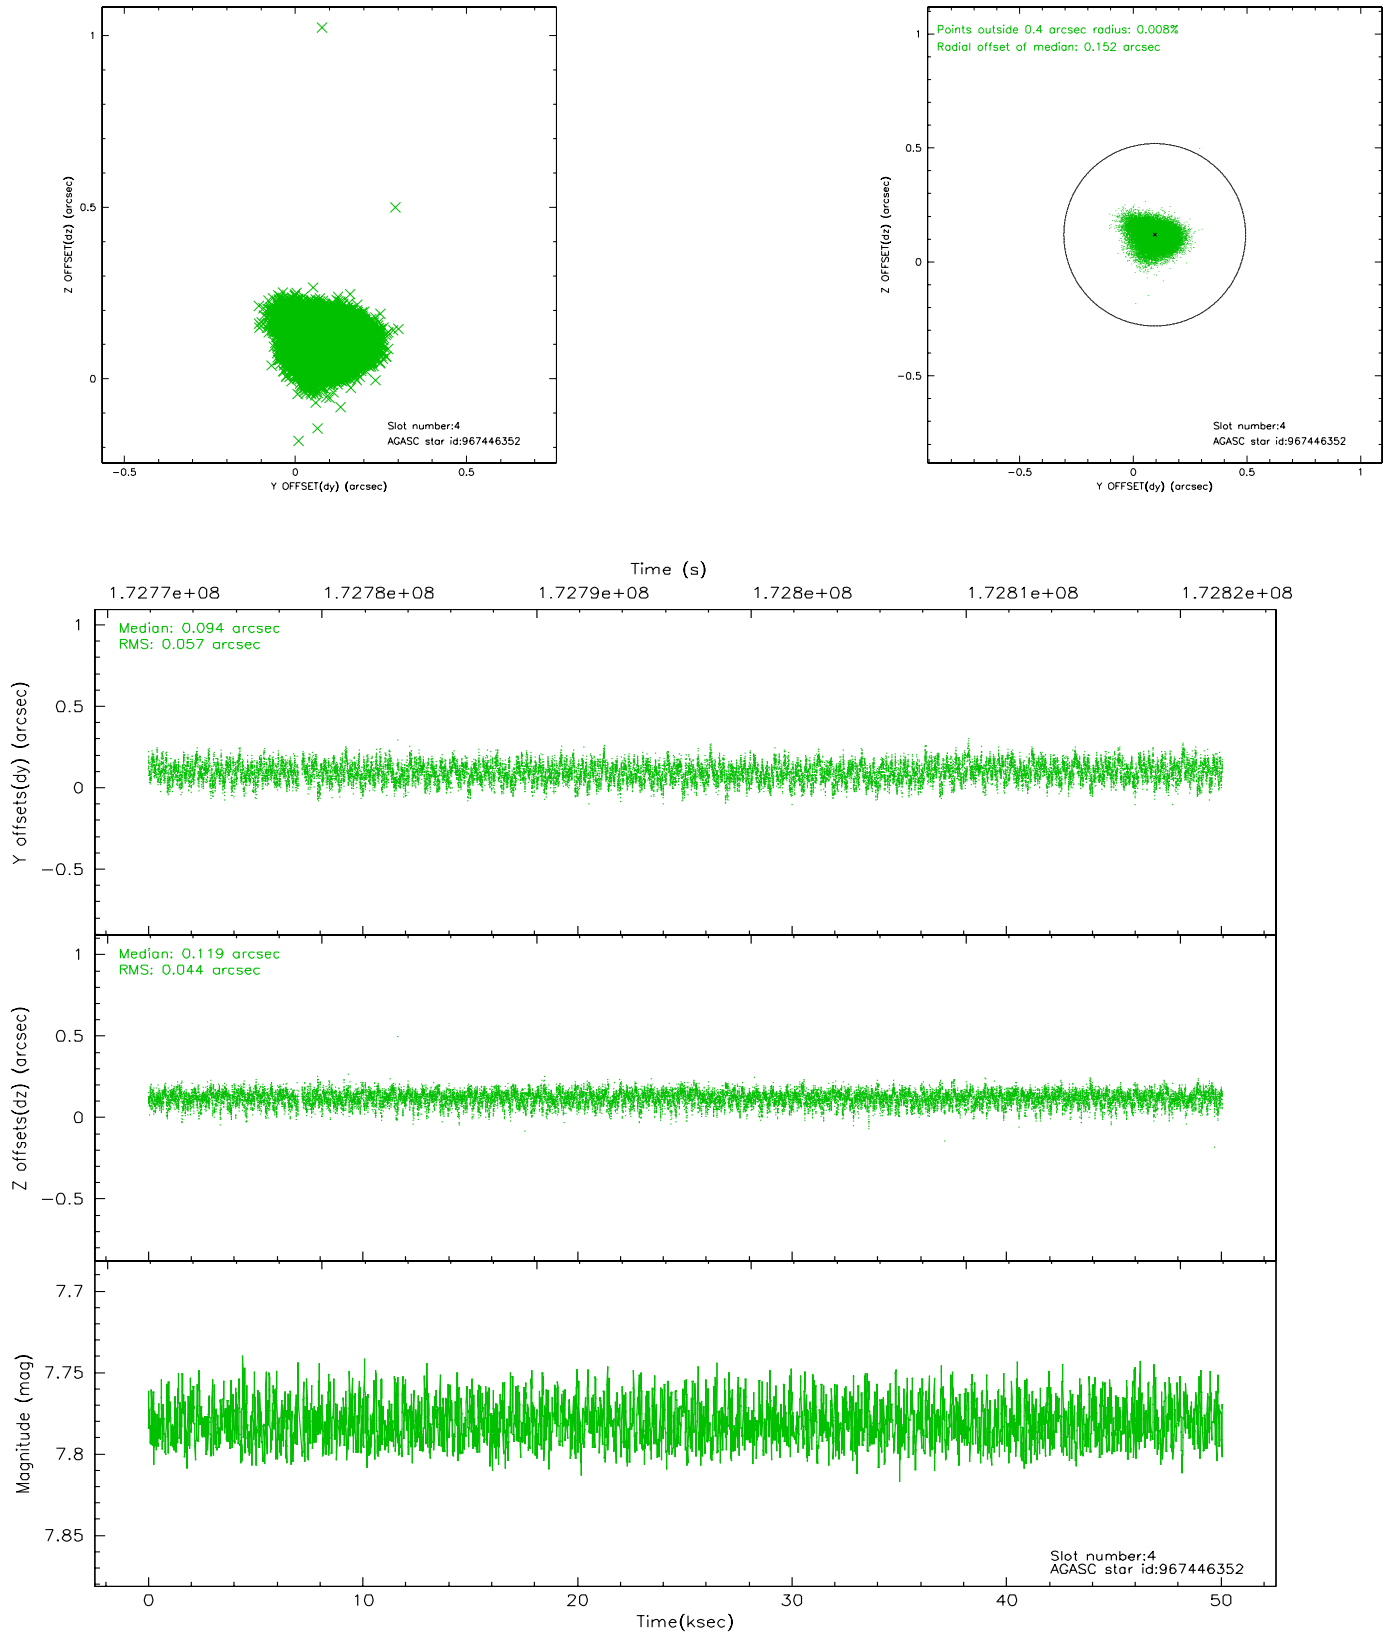 1
0.5
0
Z OFFSET(dz) (arcsec)
Slot number:4
AGASC star id:967446352
−0.5 0 0.5
Y OFFSET(dy) (arcsec)
Points outside 0.4 arcsec radius: 0.008%
Radial offset of median: 0.152 arcsec
1
0.5
0
−0.5
Z OFFSET(dz) (arcsec)
Slot number:4
AGASC star id:967446352
−0.5 0 0.5 1
Y OFFSET(dy) (arcsec)
Time (s)
1.7277e+08 1.7278e+08 1.7279e+08 1.728e+08 1.7281e+08 1.7282e+08
Median: 0.094 arcsec
RMS: 0.057 arcsec
1
0.5
0
−0.5
Y offsets(dy) (arcsec)
Median: 0.119 arcsec
RMS: 0.044 arcsec
1
0.5
0
−0.5
Z offsets(dz) (arcsec)
7.7
7.75
7.8
7.85
Magnitude (mag)
Slot number:4
AGASC star id:967446352
0 10 20 30 40 50
Time(ksec)